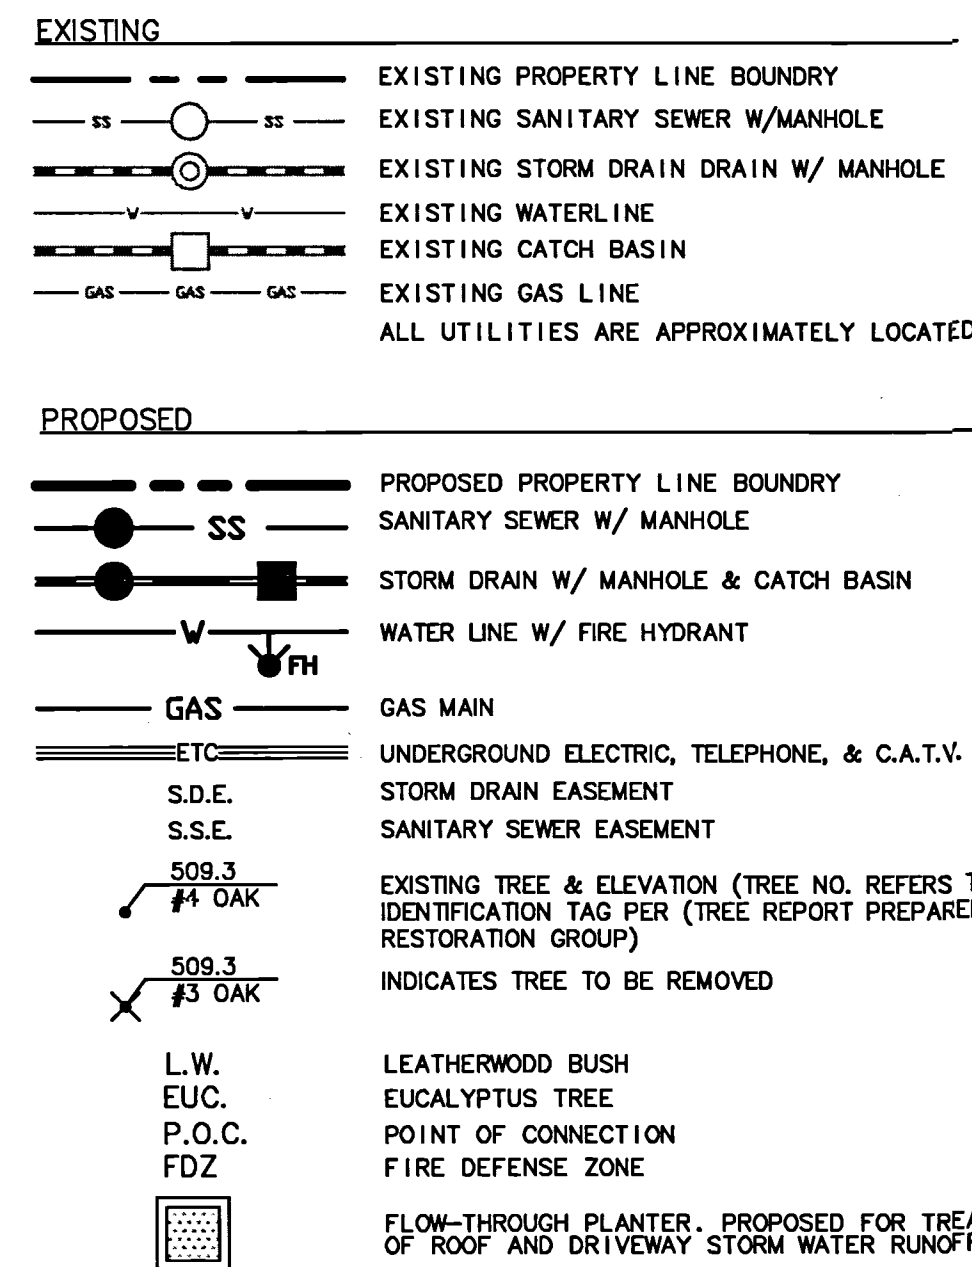 EXISTING
EXISTING PROPERTY LINE BOUNDRY
SS SS EXISTING SANITARY SEWER W/MANHOLE
EXISTING STORM DRAIN DRAIN W/ MANHOLE
W W EXISTING WATERLINE
EXISTING CATCH BASIN
GAS GAS GAS EXISTING GAS LINE
ALL UTILITIES ARE APPROXIMATELY LOCATED
PROPOSED
PROPOSED PROPERTY LINE BOUNDRY
SS SANITARY SEWER W/ MANHOLE
STORM DRAIN W/ MANHOLE & CATCH BASIN
W WATER LINE W/ FIRE HYDRANT
FH
GAS GAS MAIN
ETC UNDERGROUND ELECTRIC, TELEPHONE, & C.A.T.V.
S.D.E. STORM DRAIN EASEMENT
S.S.E. SANITARY SEWER EASEMENT
509.3
#4 OAK
EXISTING TREE & ELEVATION (TREE NO. REFERS
IDENTIFICATION TAG PER (TREE REPORT
RESTORATION GROUP)
509.3
#3 OAK
INDICATES TREE TO BE REMOVED
L.W. LEATHERWODD BUSH
EUC. EUCALYPTUS TREE
P.O.C. POINT OF CONNECTION
FDZ FIRE DEFENSE ZONE
FLOW-THROUGH PLANTER. PROPOSED FOR
OF ROOF AND DRIVEWAY STORM WATER